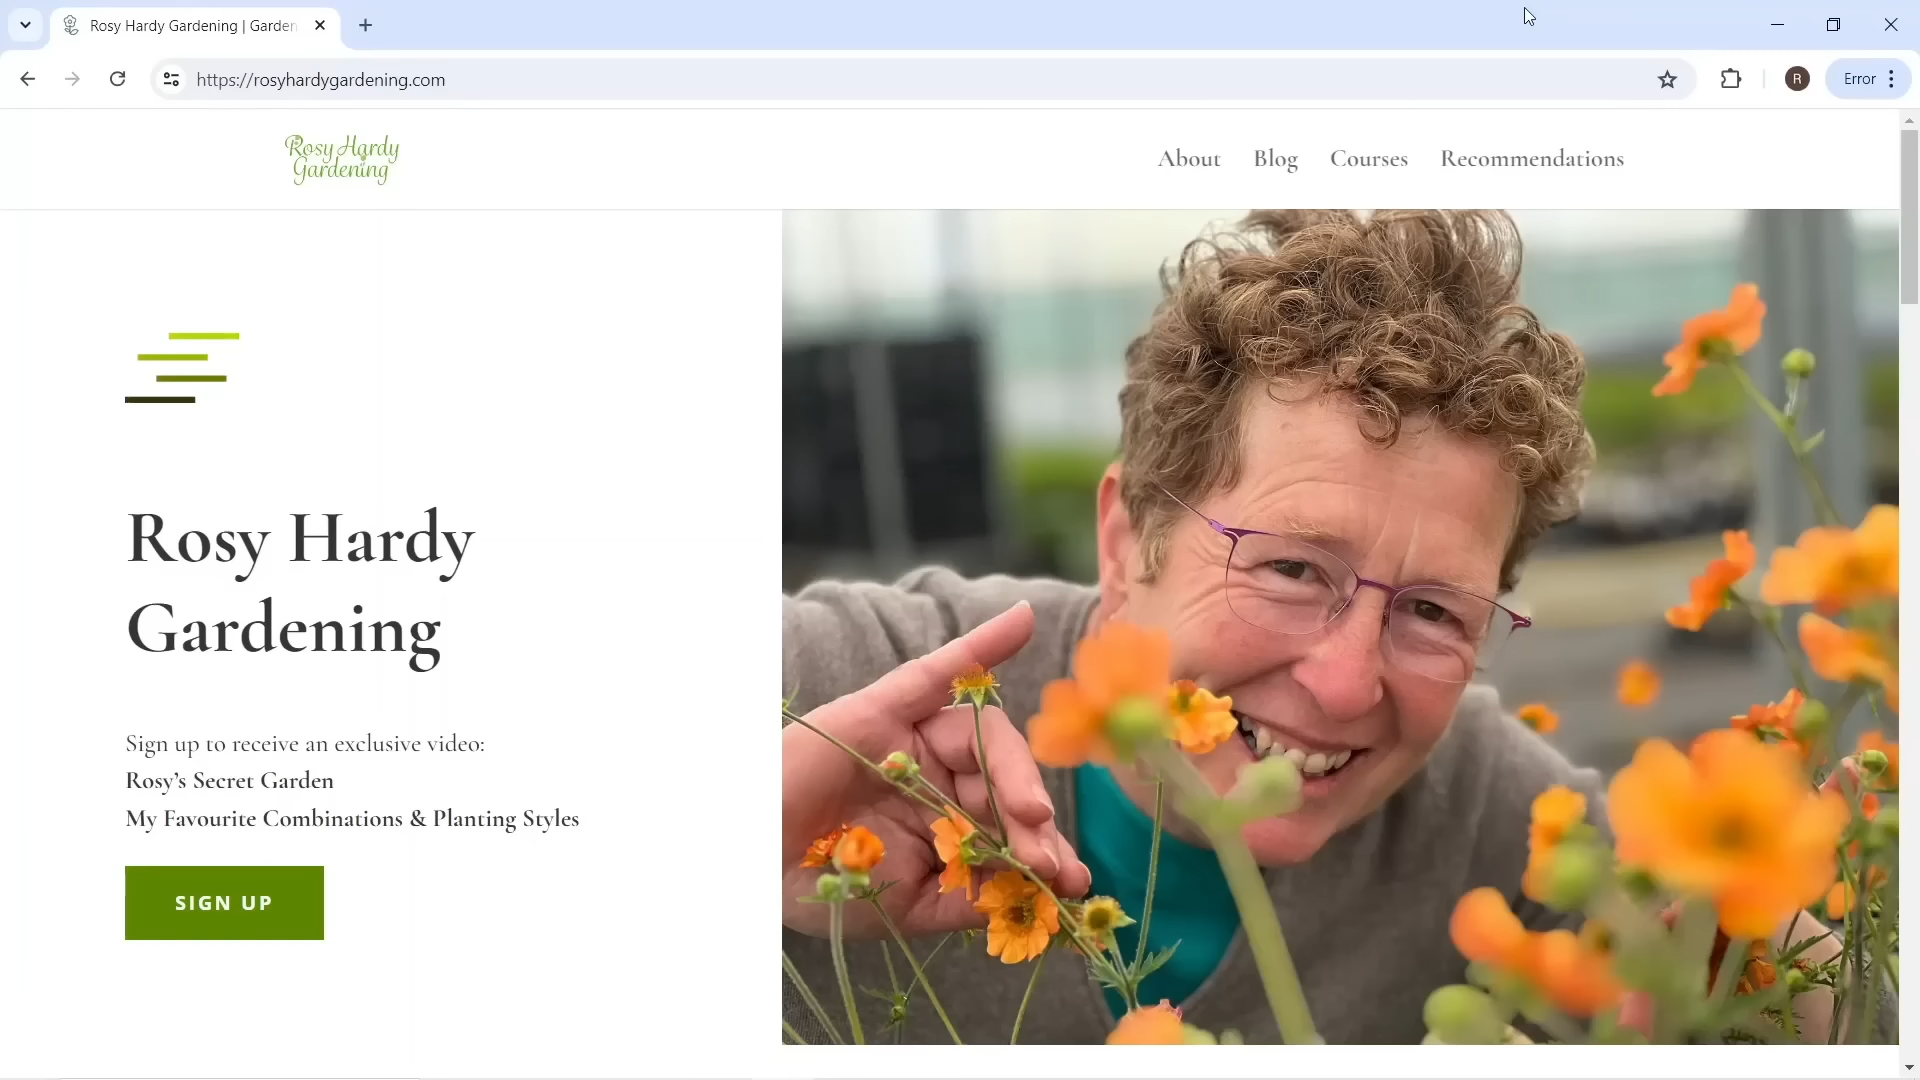 Rosy Hardy Gardening | Garden
https://rosyhardygardening.com
R
Error
Rosy Hardy
Gardening
About
Blog
Courses
Recommendations
Rosy Hardy
Gardening
Sign up to receive an exclusive video:
Rosy’s Secret Garden
My Favourite Combinations & Planting Styles
SIGN UP